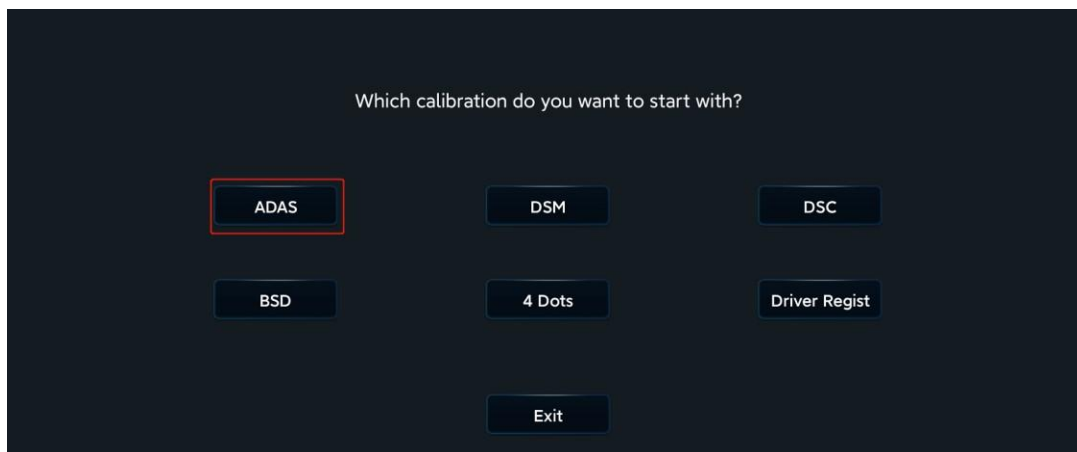 Which calibration do you want to start with?
ADAS
DSM
DSC
BSD
4 Dots
Driver Regist
Exit